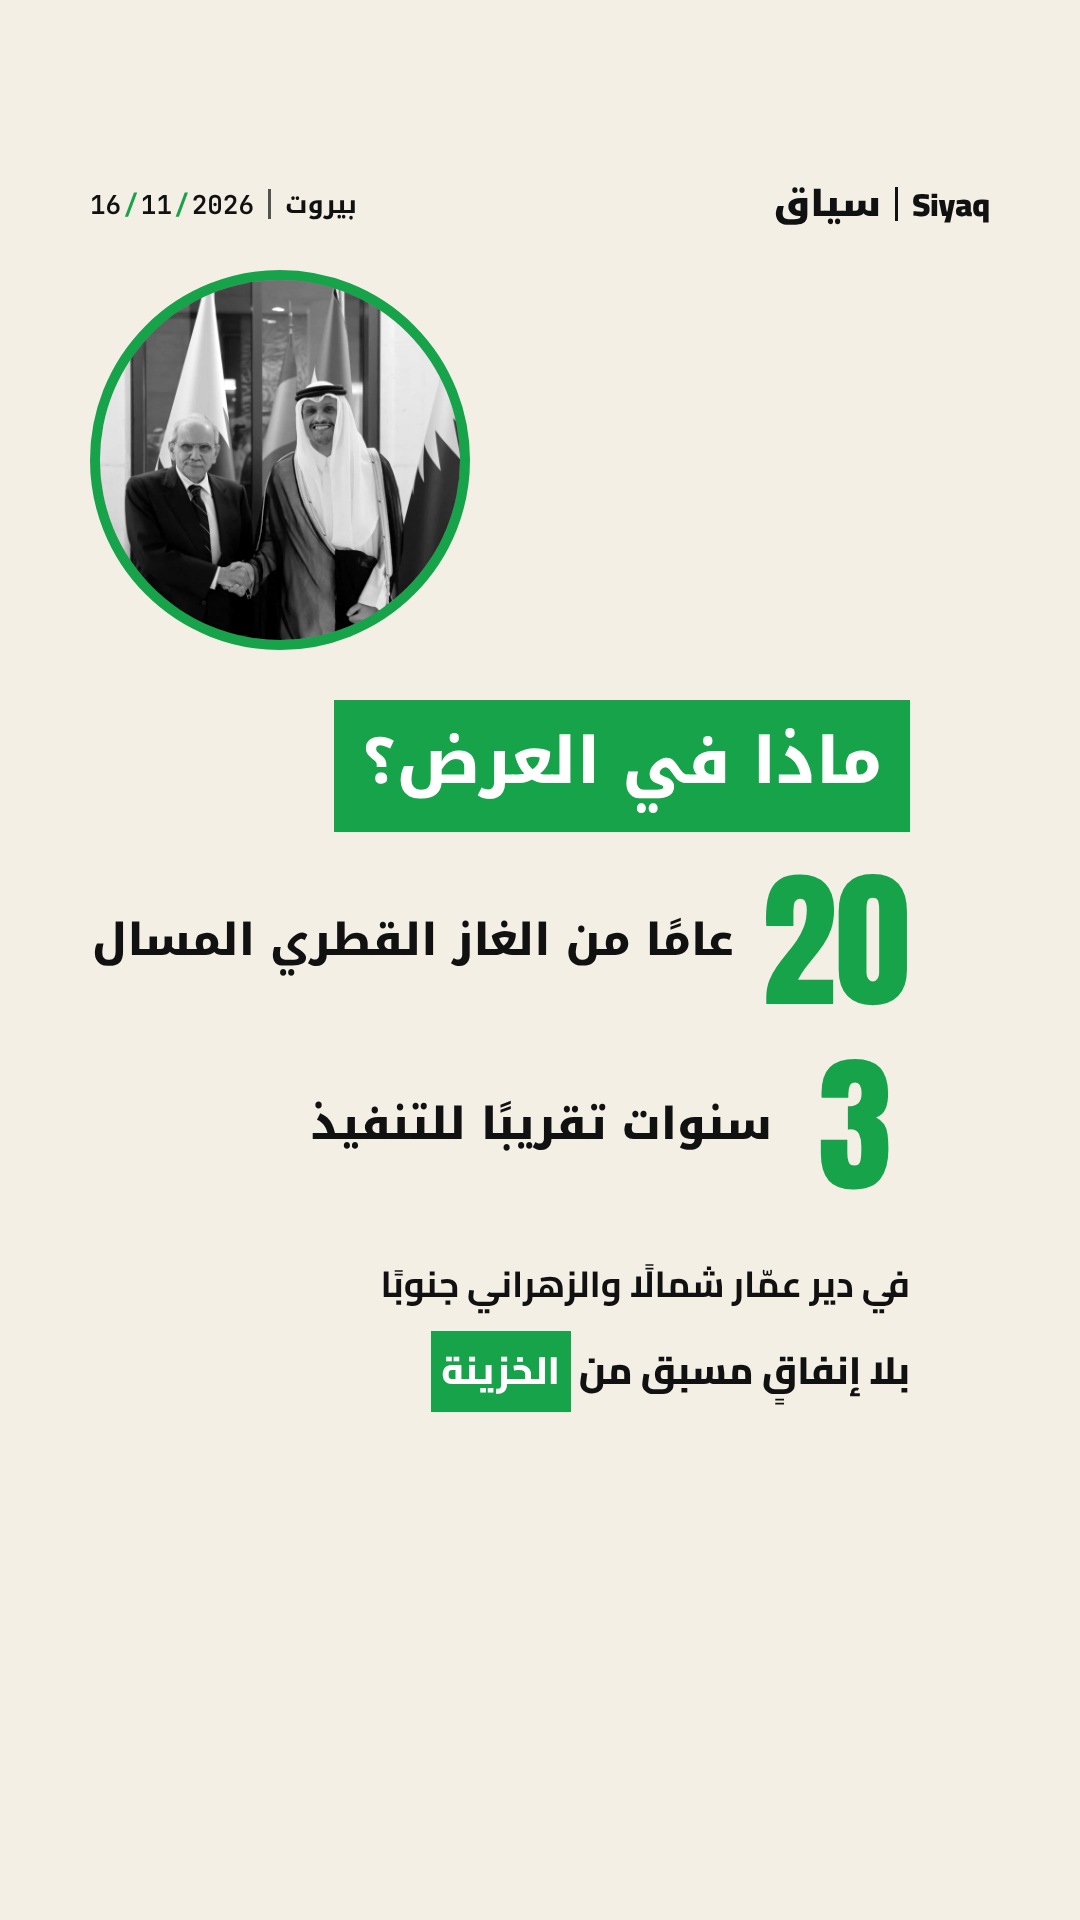 Siyaq | سياق
بيروت | 16/11/2026
ماذا في العرض؟
20 عامًا من الغاز القطري المسال
3 سنوات تقريبًا للتنفيذ
في دير عمّار شمالًا والزهراني جنوبًا
بلا إنفاقٍ مسبق من الخزينة